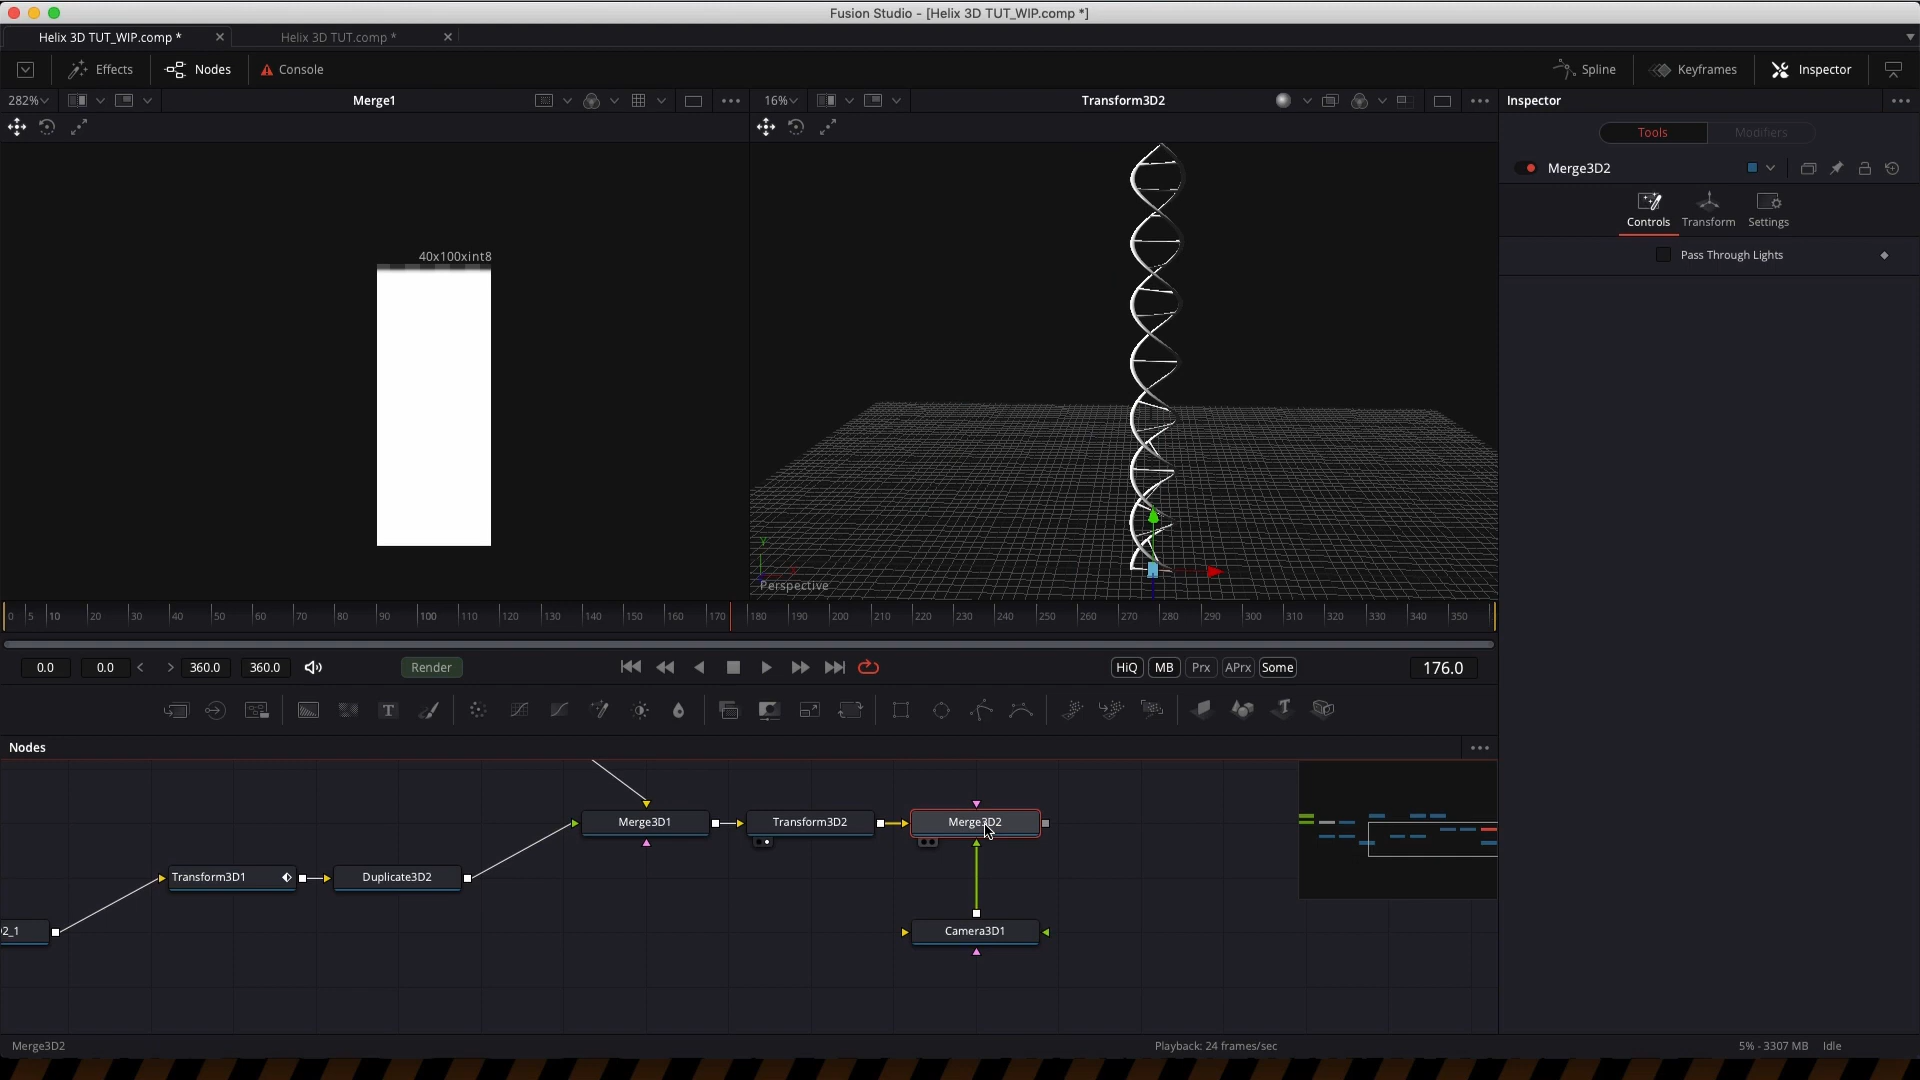 Fusion Studio - [Helix 3D TUT_WIP.comp *]
Helix 3D TUT_WIP.comp *
Helix 3D TUT.comp *
Effects
Nodes
Console
Spline
Keyframes
Inspector
282%
Merge1
16%
Transform3D2
Inspector
Tools
Modifiers
Merge3D2
Controls
Transform
Settings
Pass Through Lights
40x100xint8
Y
X
Perspective
0 5 10 20 30 40 50 60 70 80 90 100 110 120 130 140 150 160 170 180 190 200 210 220 230 240 250 260 270 280 290 300 310 320 330 340 350
0.0
0.0
360.0
360.0
Render
HiQ
MB
Prx
APrx
Some
176.0
Nodes
Merge3D1
Transform3D2
Merge3D2
Transform3D1
Duplicate3D2
2_1
Camera3D1
Merge3D2
Playback: 24 frames/sec
5% - 3307 MB
Idle